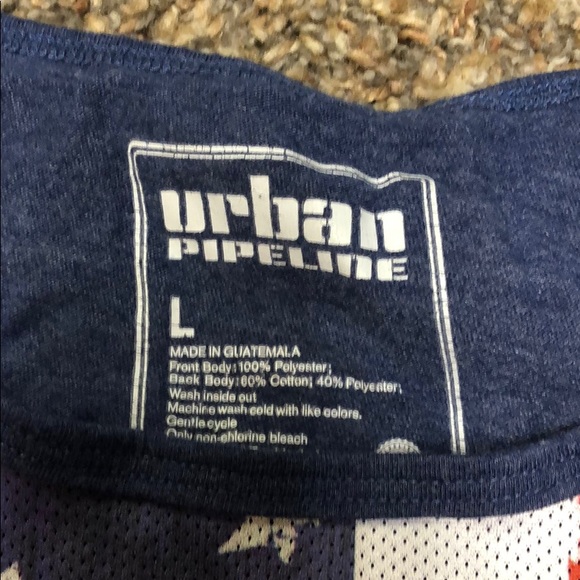 urban
PIPELINE
L
MADE IN GUATEMALA
Front Body: 100% Polyester;
Back Body: 60% Cotton; 40% Polyester;
Wash inside out
Machine wash cold with like colors.
Gentle cycle
Only non-chlorine bleach